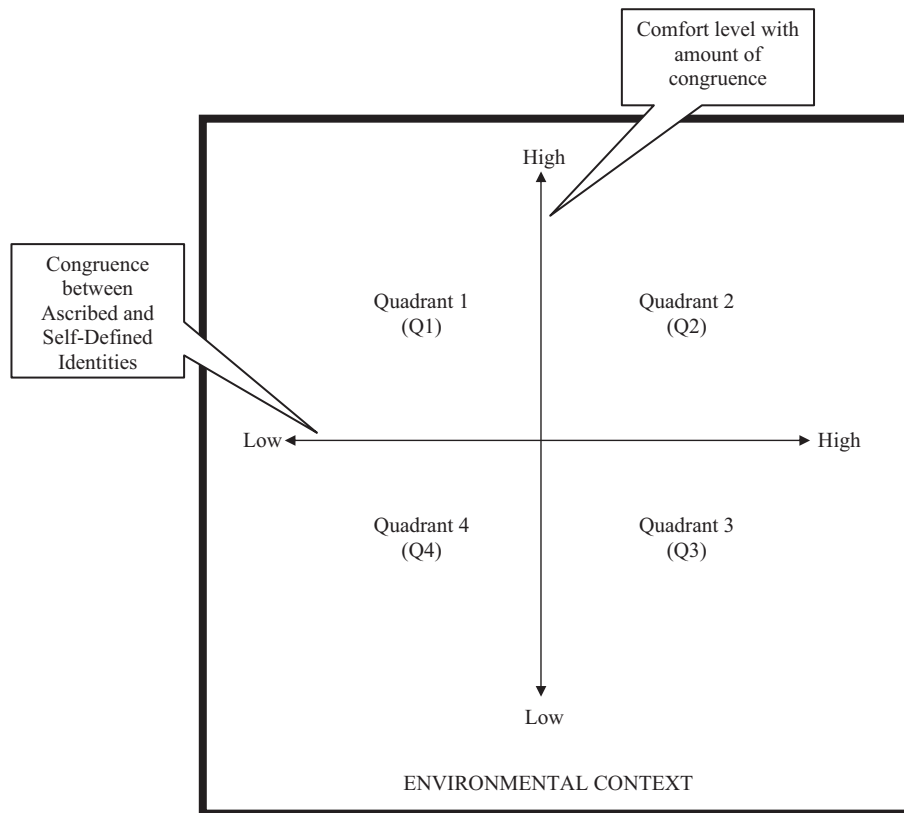 Comfort level with
amount of
congruence
High
Congruence
between
Ascribed and
Self-Defined
Identities
Quadrant 1
(Q1)
Quadrant 2
(Q2)
Low
High
Quadrant 4
(Q4)
Quadrant 3
(Q3)
Low
ENVIRONMENTAL CONTEXT